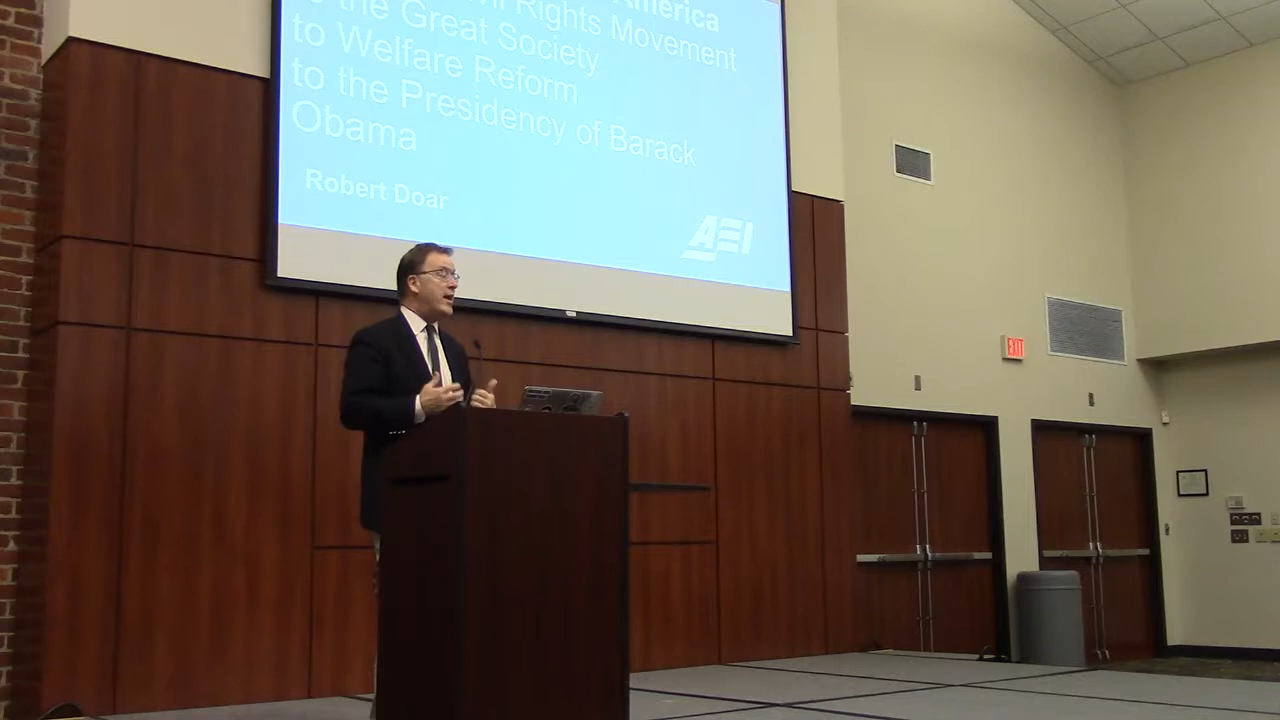 America
Rights Movement
the Great Society
to Welfare Reform
to the Presidency of Barack
Obama
Robert Doar
AEI
EXIT